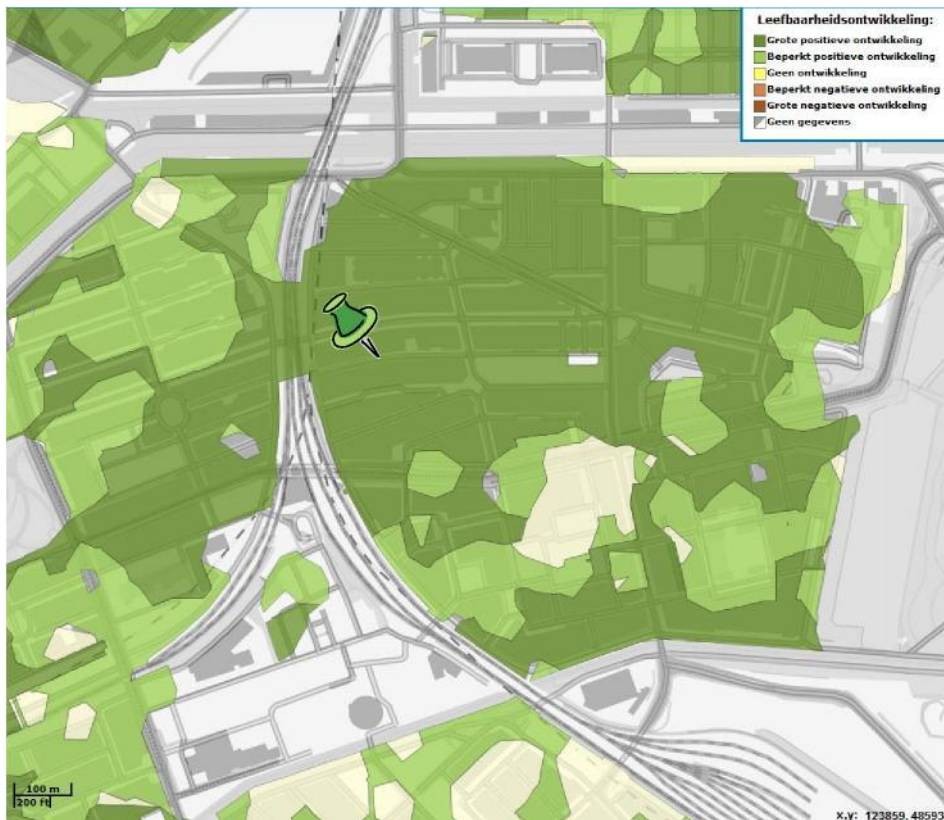 Leefbaarheidsontwikkeling:
Grote positieve ontwikkeling
Beperkt positieve ontwikkeling
Geen ontwikkeling
Beperkt negatieve ontwikkeling
Grote negatieve ontwikkeling
Geen gegevens
100 m
200 ft
x,y: 123859, 48593